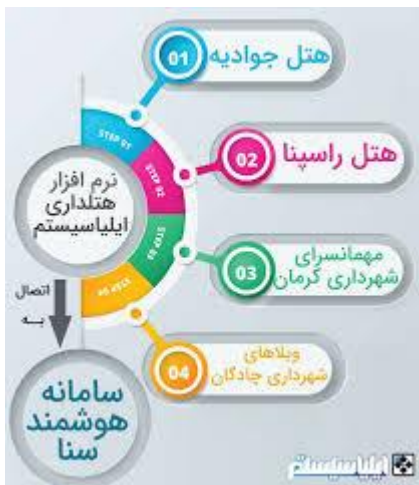 01
هتل جوادیه
STEP 01
02
هتل راسپنا
STEP 02
نرم افزار
هتلداری
ایلیاسیستم
03
مهمانسرای
شهرداری کرمان
STEP 03
اتصال
به
04
ویلاهای
شهرداری چادگان
STEP 04
سامانه
هوشمند
سنا
ایلیاسیستم